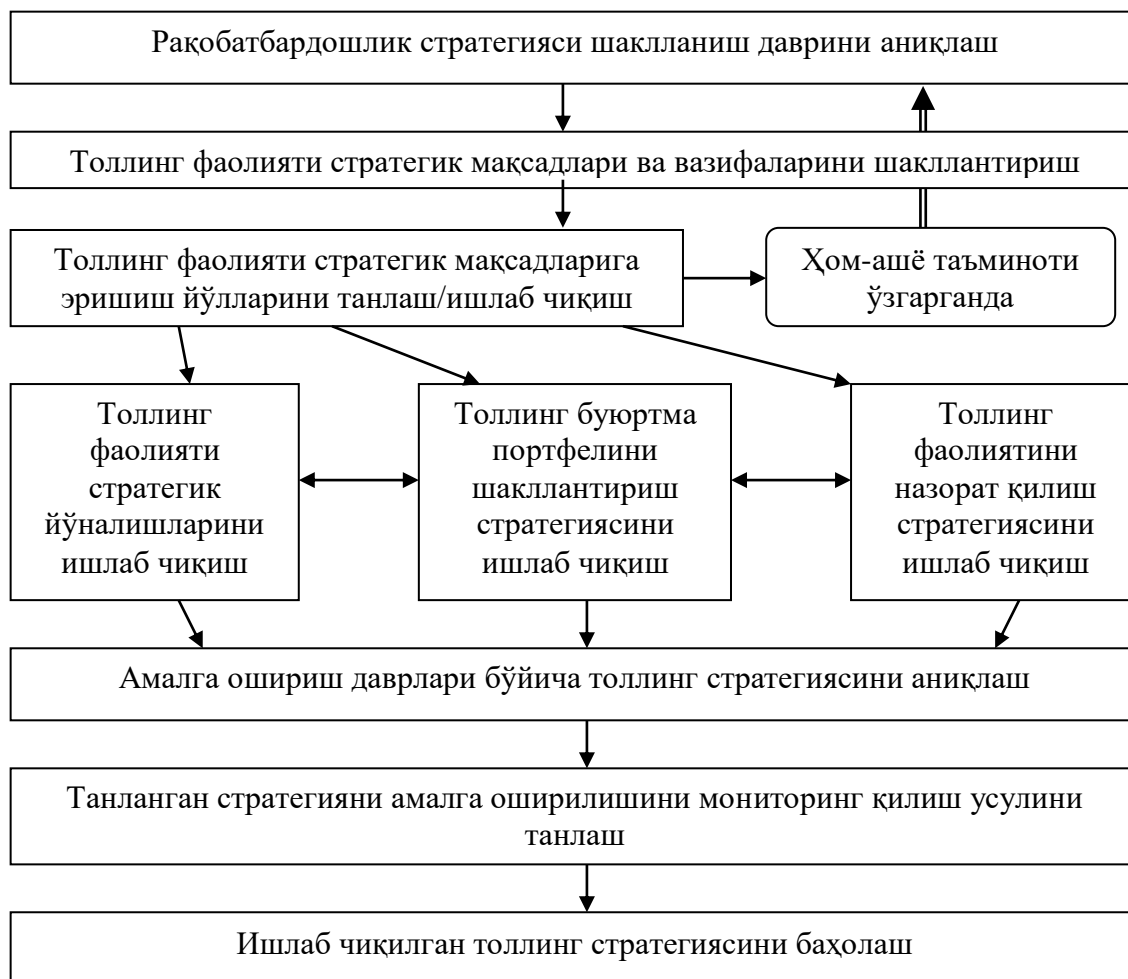 Рақобатбардошлик стратегияси шаклланиш даврини аниқлаш
Толлинг фаолияти стратегик мақсадлари ва вазифаларини шакллантириш
Толлинг фаолияти стратегик мақсадларига
эришиш йўлларини танлаш/ишлаб чиқиш
Ҳом-ашё таъминоти
ўзгарганда
Толлинг
фаолияти
стратегик
йўналишларини
ишлаб чиқиш
Толлинг буюртма
портфелини
шакллантириш
стратегиясини
ишлаб чиқиш
Толлинг
фаолиятини
назорат қилиш
стратегиясини
ишлаб чиқиш
Амалга ошириш даврлари бўйича толлинг стратегиясини аниқлаш
Танланган стратегияни амалга оширилишини мониторинг қилиш усулини
танлаш
Ишлаб чиқилган толлинг стратегиясини баҳолаш